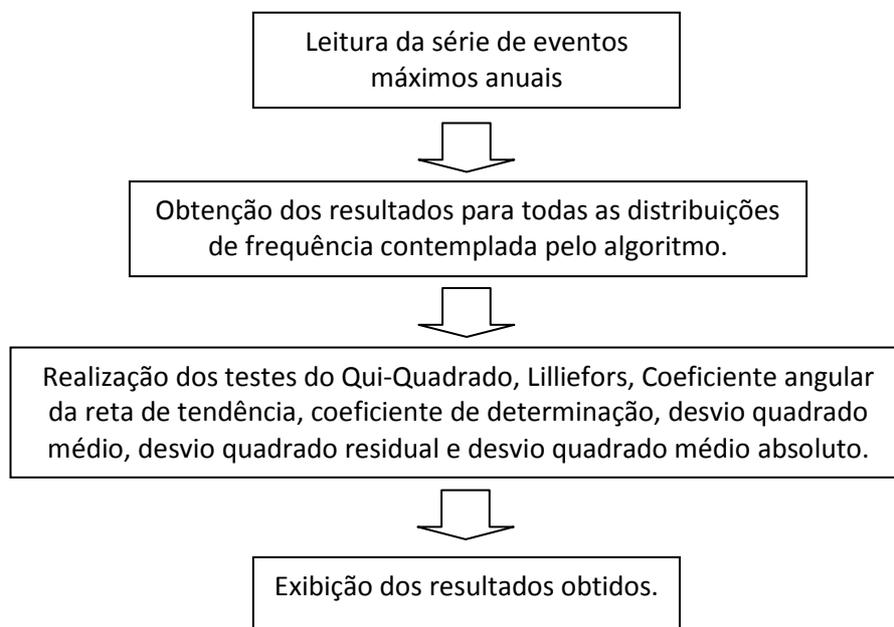 Leitura da série de eventos
máximos anuais
Obtenção dos resultados para todas as distribuições
de frequência contemplada pelo algoritmo.
Realização dos testes do Qui-Quadrado, Lilliefors, Coeficiente angular
da reta de tendência, coeficiente de determinação, desvio quadrado
médio, desvio quadrado residual e desvio quadrado médio absoluto.
Exibição dos resultados obtidos.